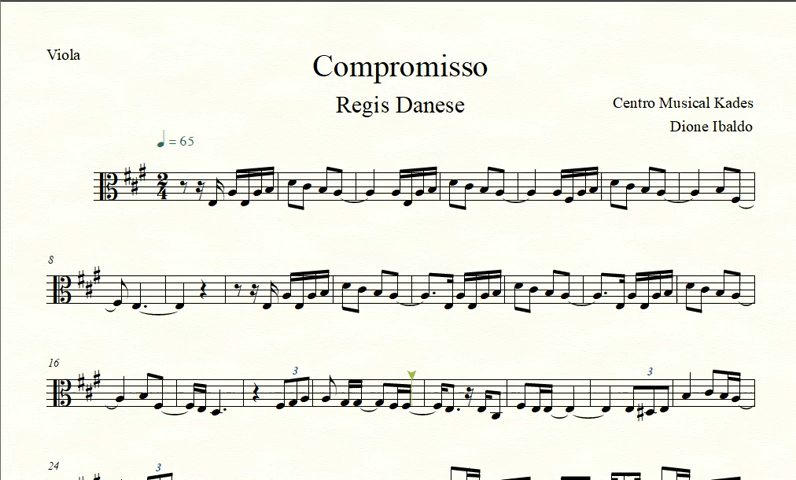 Viola
Compromisso
Regis Danese
Centro Musical Kades
Dione Ibaldo
= 65
2
4
8
16
3
3
24
3